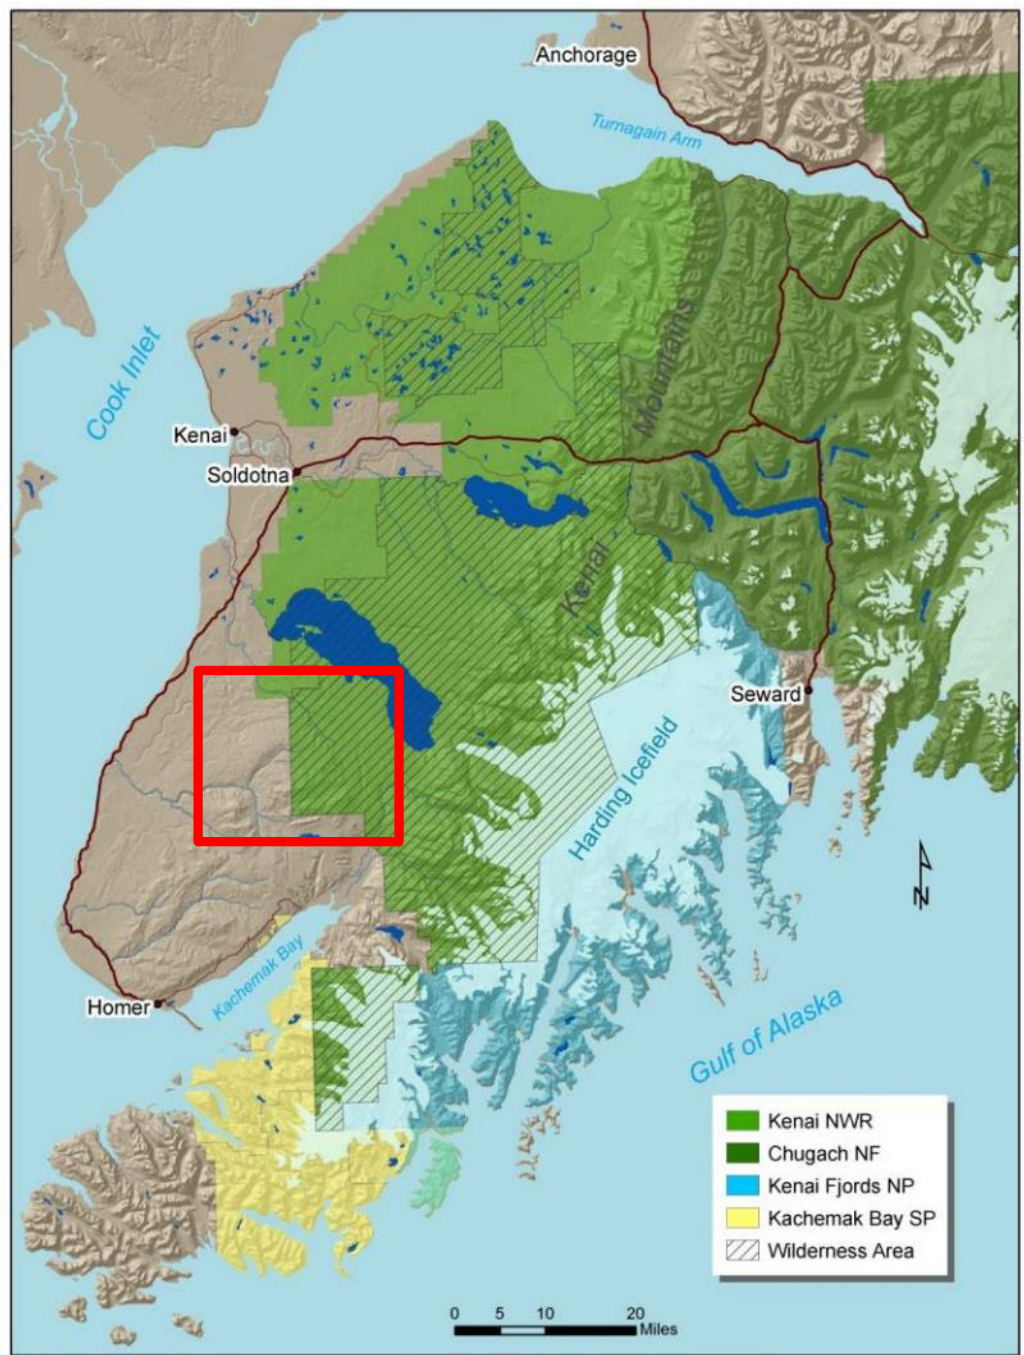 Anchorage
Turnagain Arm
Cook Inlet
Mountains
Kenai
Kenai
Soldotna
Seward
Harding Icefield
Kachemak Bay
Homer
Gulf of Alaska
N
Kenai NWR
Chugach NF
Kenai Fjords NP
Kachemak Bay SP
Wilderness Area
0 5 10 20
Miles